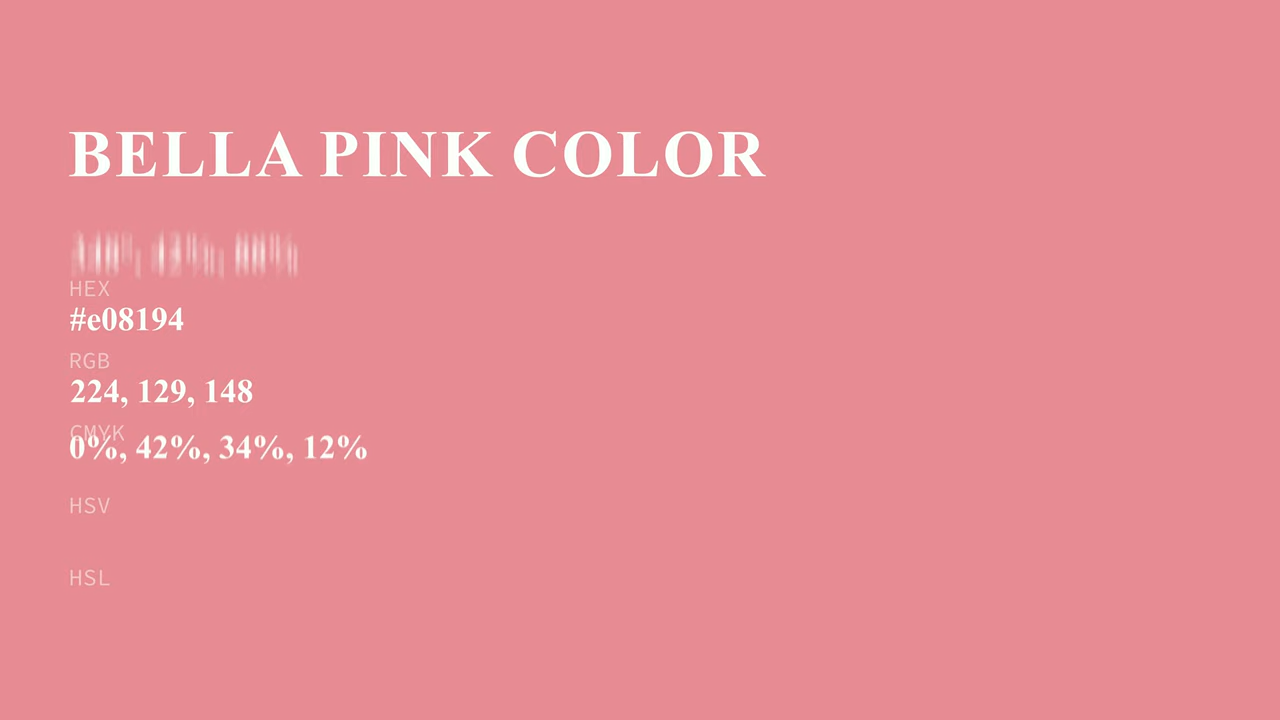 BELLA PINK COLOR
HEX
#e08194
RGB
224, 129, 148
CMYK
0%, 42%, 34%, 12%
HSV
HSL